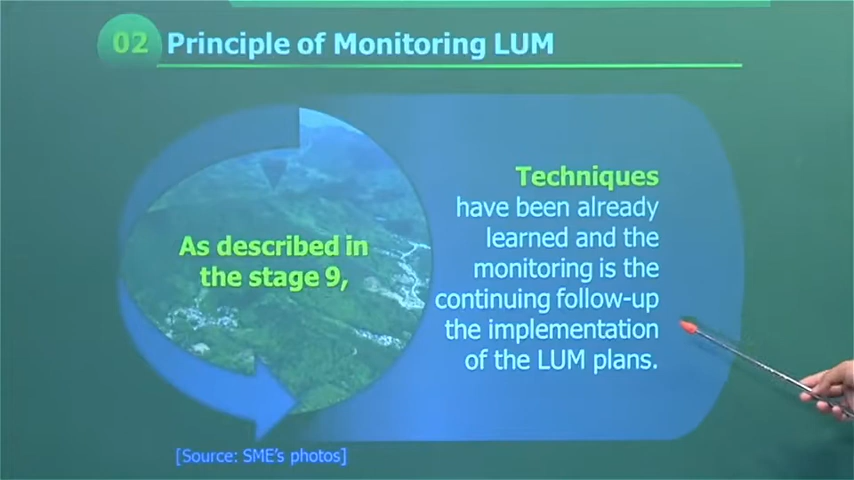 02 Principle of Monitoring LUM
As described in
the stage 9,
Techniques
have been already
learned and the
monitoring is the
continuing follow-up
the implementation
of the LUM plans.
[Source: SME's photos]